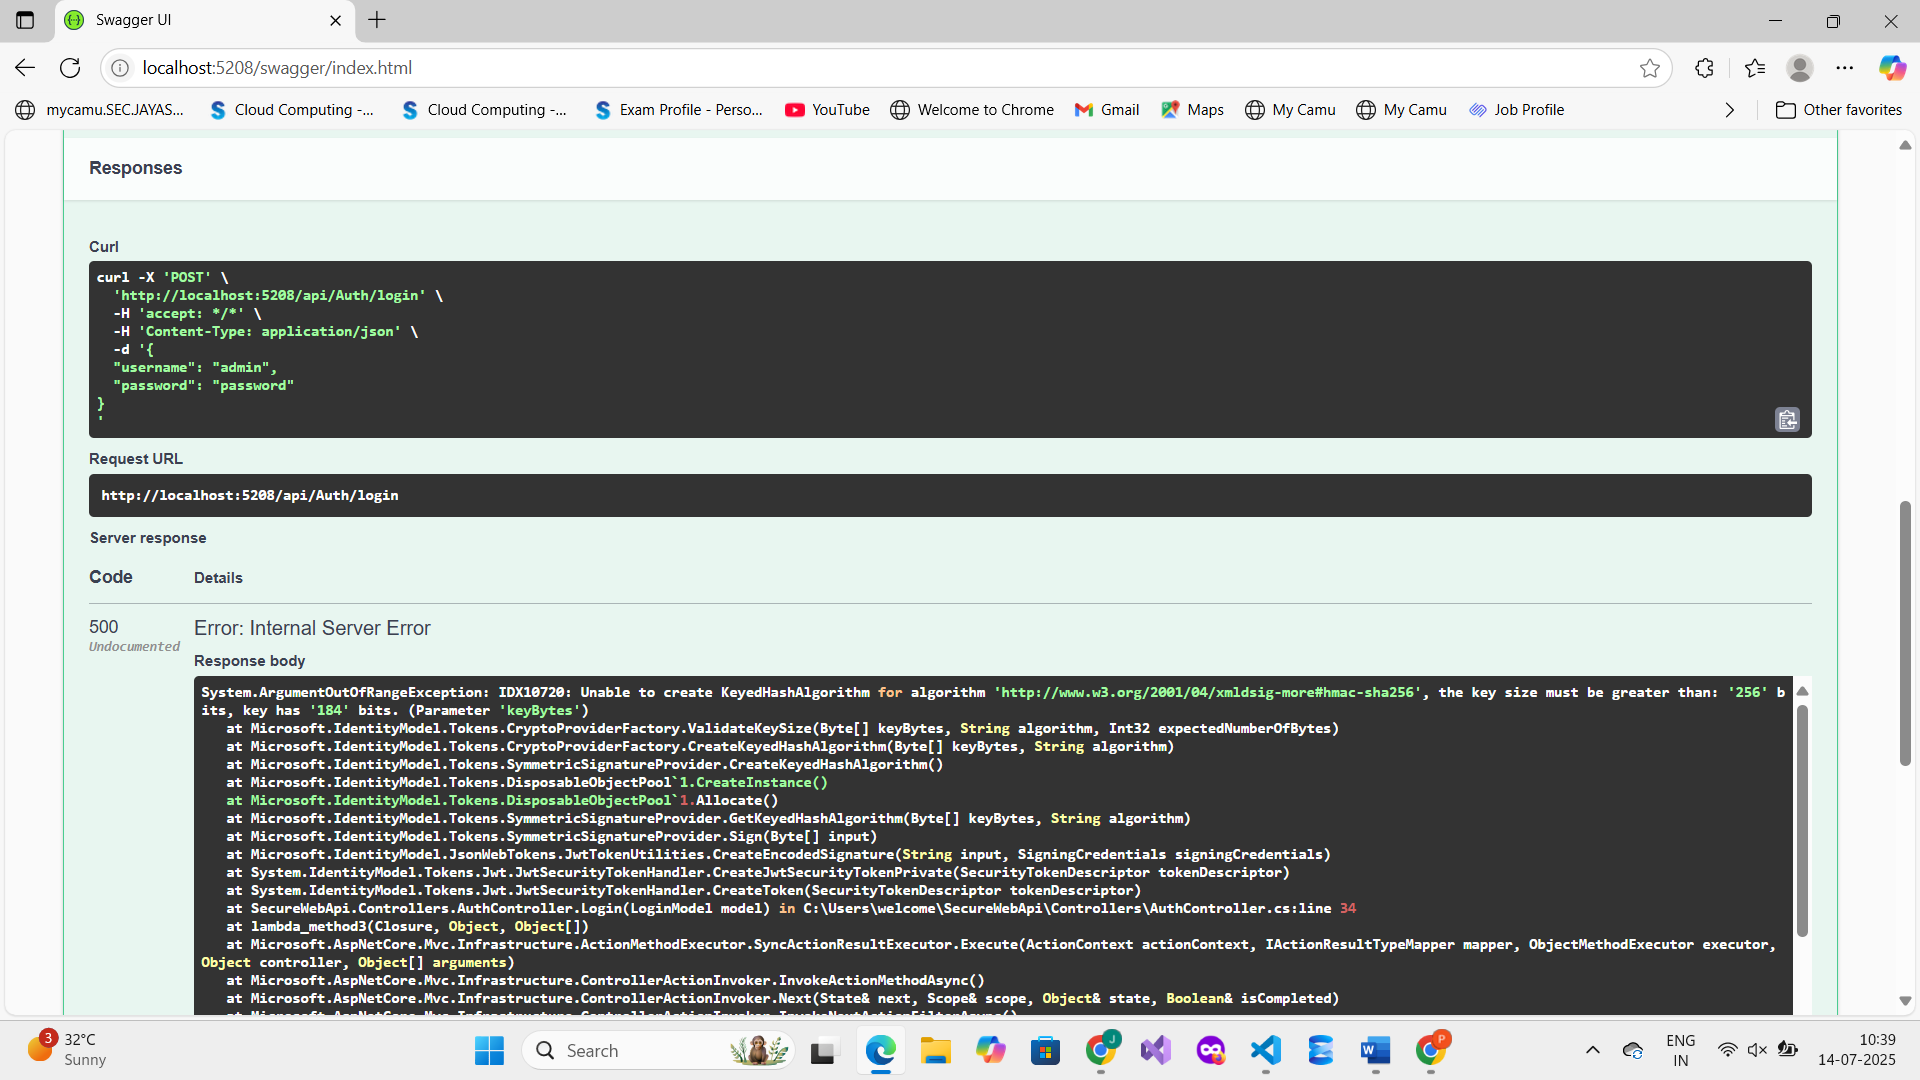 Swagger UI
localhost:5208/swagger/index.html
mycamu.SEC.JAYAS...
Cloud Computing -...
Cloud Computing -...
Exam Profile - Perso...
YouTube
Welcome to Chrome
Gmail
Maps
My Camu
My Camu
Job Profile
Other favorites
Responses
Curl
curl -X 'POST' \
'http://localhost:5208/api/Auth/login' \
-H 'accept: */*' \
-H 'Content-Type: application/json' \
-d '{
"username": "admin",
"password": "password"
}
'
Request URL
http://localhost:5208/api/Auth/login
Server response
Code Details
500 Error: Internal Server Error
Undocumented
Response body
System.ArgumentOutOfRangeException: IDX10720: Unable to create KeyedHashAlgorithm for algorithm 'http://www.w3.org/2001/04/xmldsig-more#hmac-sha256', the key size must be greater than: '256' b
its, key has '184' bits. (Parameter 'keyBytes')
at Microsoft.IdentityModel.Tokens.CryptoProviderFactory.ValidateKeySize(Byte[] keyBytes, String algorithm, Int32 expectedNumberOfBytes)
at Microsoft.IdentityModel.Tokens.CryptoProviderFactory.CreateKeyedHashAlgorithm(Byte[] keyBytes, String algorithm)
at Microsoft.IdentityModel.Tokens.SymmetricSignatureProvider.CreateKeyedHashAlgorithm()
at Microsoft.IdentityModel.Tokens.DisposableObjectPool`1.CreateInstance()
at Microsoft.IdentityModel.Tokens.DisposableObjectPool`1.Allocate()
at Microsoft.IdentityModel.Tokens.SymmetricSignatureProvider.GetKeyedHashAlgorithm(Byte[] keyBytes, String algorithm)
at Microsoft.IdentityModel.Tokens.SymmetricSignatureProvider.Sign(Byte[] input)
at Microsoft.IdentityModel.JsonWebTokens.JwtTokenUtilities.CreateEncodedSignature(String input, SigningCredentials signingCredentials)
at System.IdentityModel.Tokens.Jwt.JwtSecurityTokenHandler.CreateJwtSecurityTokenPrivate(SecurityTokenDescriptor tokenDescriptor)
at System.IdentityModel.Tokens.Jwt.JwtSecurityTokenHandler.CreateToken(SecurityTokenDescriptor tokenDescriptor)
at SecureWebApi.Controllers.AuthController.Login(LoginModel model) in C:\Users\welcome\SecureWebApi\Controllers\AuthController.cs:line 34
at lambda_method3(Closure, Object, Object[])
at Microsoft.AspNetCore.Mvc.Infrastructure.ActionMethodExecutor.SyncActionResultExecutor.Execute(ActionContext actionContext, IActionResultTypeMapper mapper, ObjectMethodExecutor executor,
Object controller, Object[] arguments)
at Microsoft.AspNetCore.Mvc.Infrastructure.ControllerActionInvoker.InvokeActionMethodAsync()
at Microsoft.AspNetCore.Mvc.Infrastructure.ControllerActionInvoker.Next(State& next, Scope& scope, Object& state, Boolean& isCompleted)
at Microsoft.AspNetCore.Mvc.Infrastructure.ControllerActionInvoker.InvokeNextActionFilterAsync()
3
32°C
Sunny
Search
J
P
ENG
IN
10:39
14-07-2025